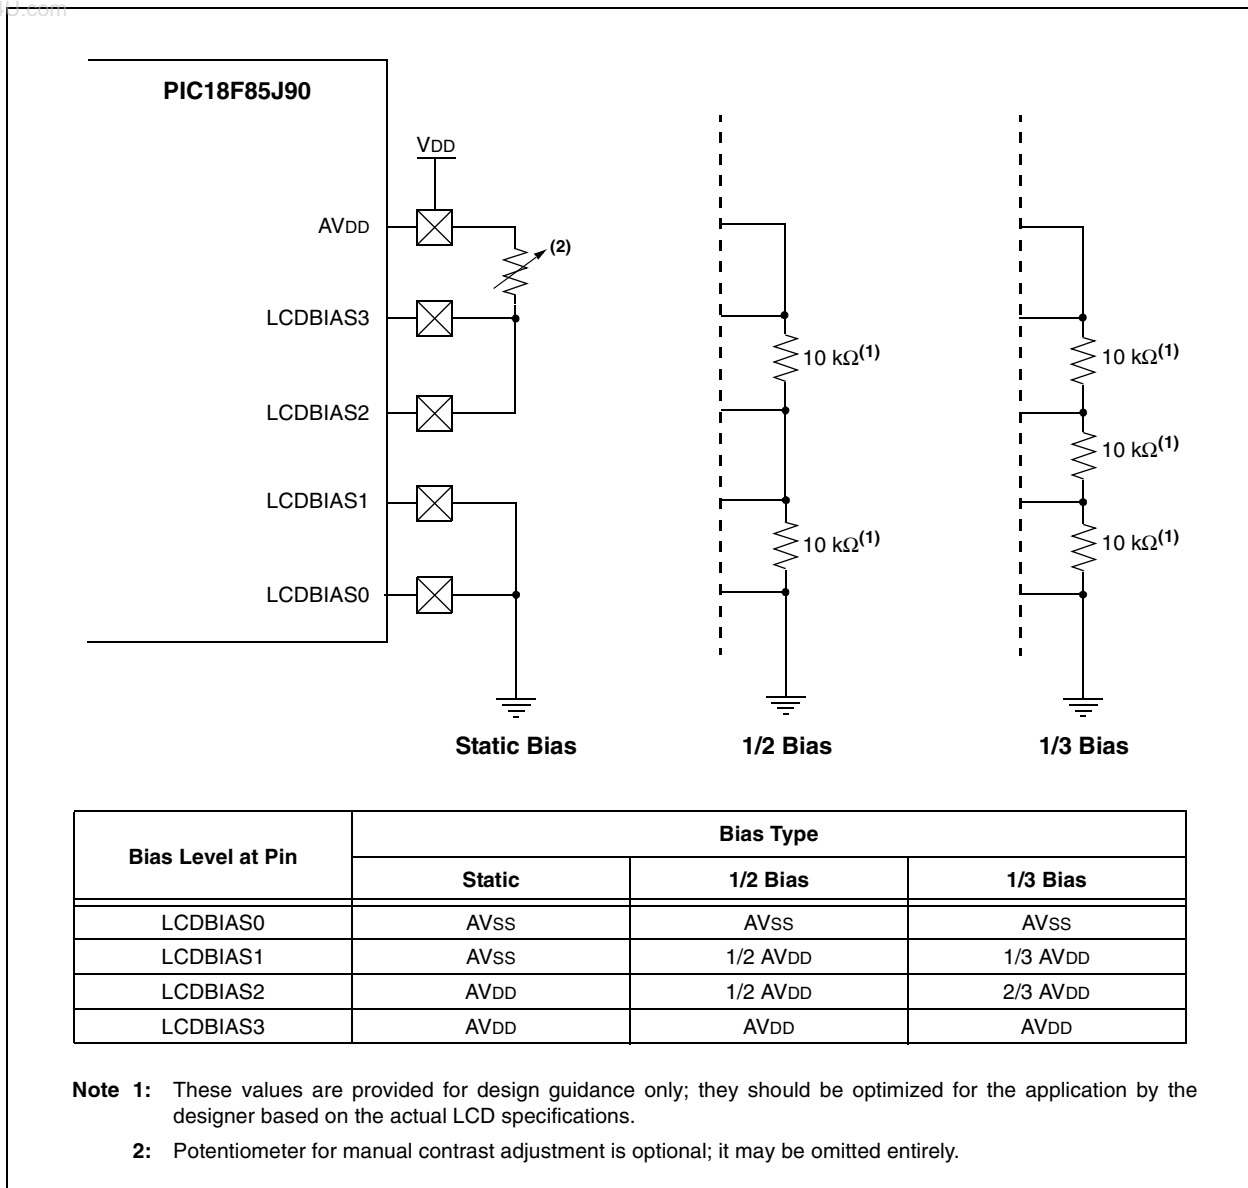 4U.com
PIC18F85J90
VDD
AVDD
(2)
LCDBIAS3
10 kΩ(1)
10 kΩ(1)
LCDBIAS2
10 kΩ(1)
LCDBIAS1
10 kΩ(1)
10 kΩ(1)
LCDBIAS0
Static Bias
1/2 Bias
1/3 Bias
Bias Level at Pin
Bias Type
Static
1/2 Bias
1/3 Bias
LCDBIAS0 AVSS AVSS AVSS
LCDBIAS1 AVSS 1/2 AVDD 1/3 AVDD
LCDBIAS2 AVDD 1/2 AVDD 2/3 AVDD
LCDBIAS3 AVDD AVDD AVDD
Note 1: These values are provided for design guidance only; they should be optimized for the application by the
designer based on the actual LCD specifications.
2: Potentiometer for manual contrast adjustment is optional; it may be omitted entirely.